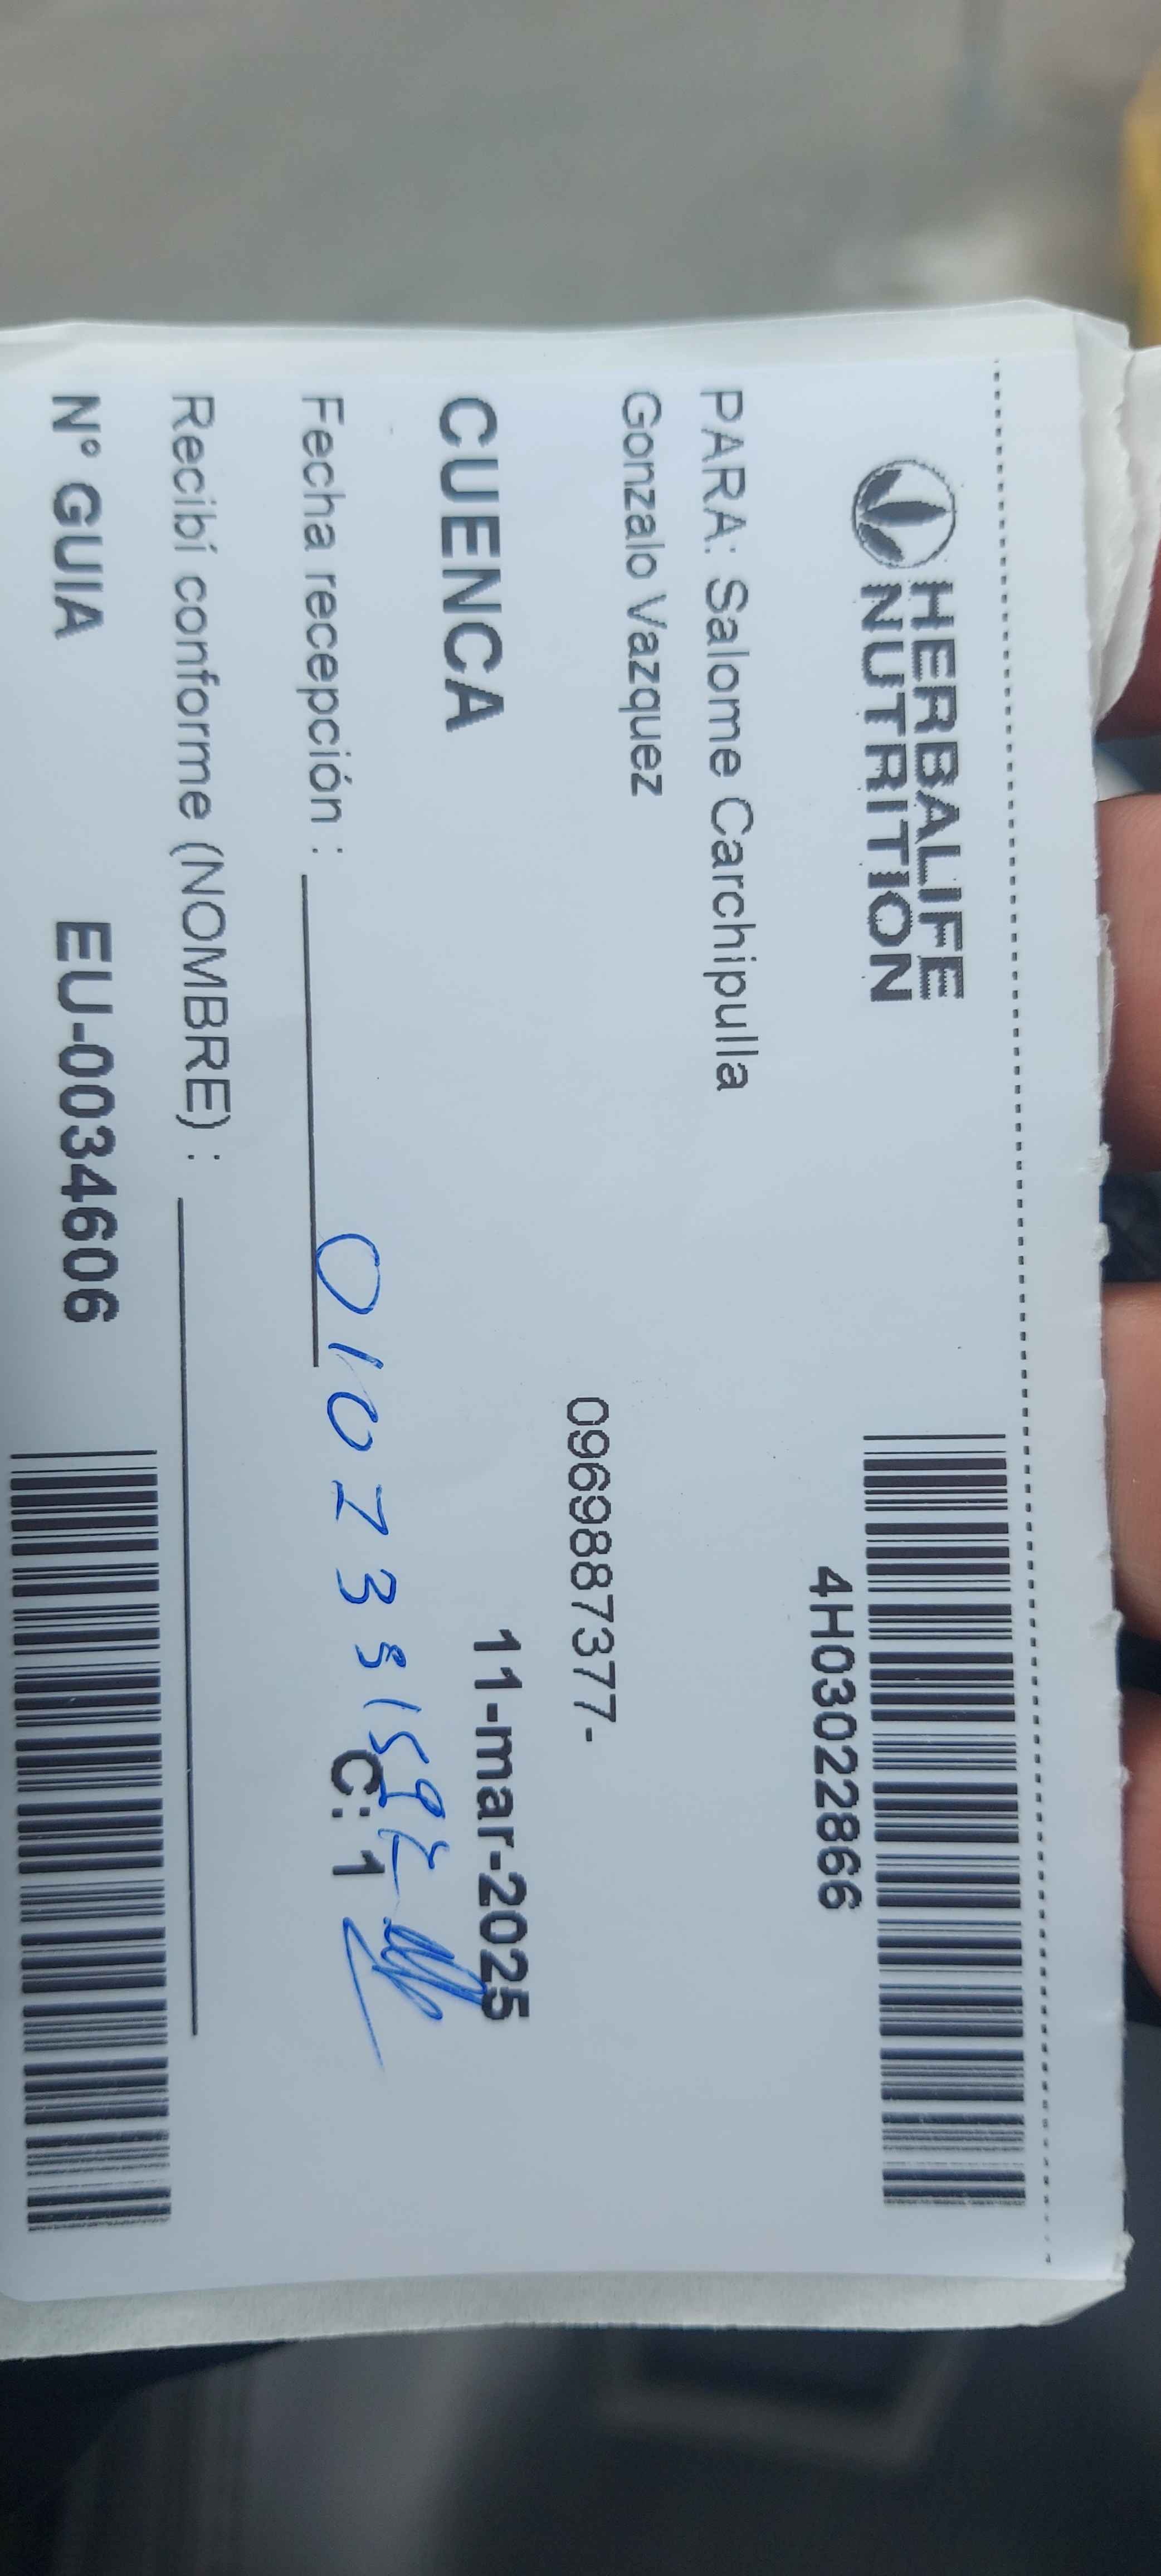 HERBALIFE
NUTRITION
4H03022866
PARA: Salome Carchipulla
Gonzalo Vazquez
0969887377-
CUENCA
11-mar-2025
Fecha recepción :
C: 1
Recibí conforme (NOMBRE) :
N° GUIA EU-0034606